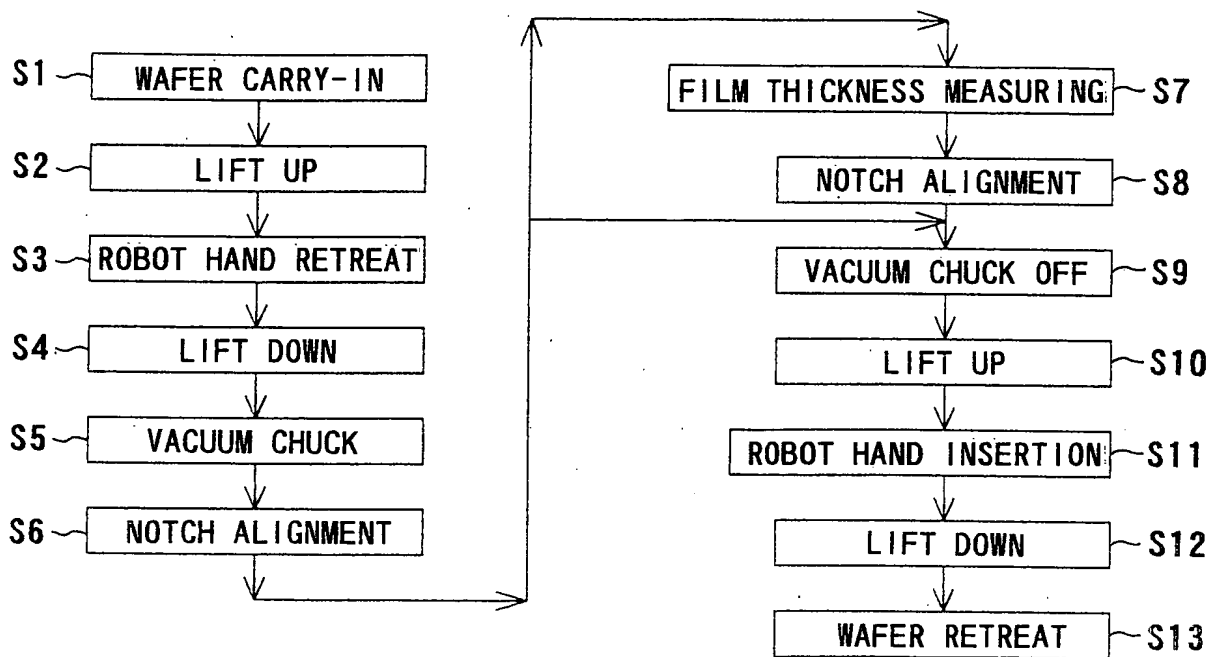 S1 WAFER CARRY-IN
S2 LIFT UP
S3 ROBOT HAND RETREAT
S4 LIFT DOWN
S5 VACUUM CHUCK
S6 NOTCH ALIGNMENT
FILM THICKNESS MEASURING S7
NOTCH ALIGNMENT S8
VACUUM CHUCK OFF S9
LIFT UP S10
ROBOT HAND INSERTION S11
LIFT DOWN S12
WAFER RETREAT S13